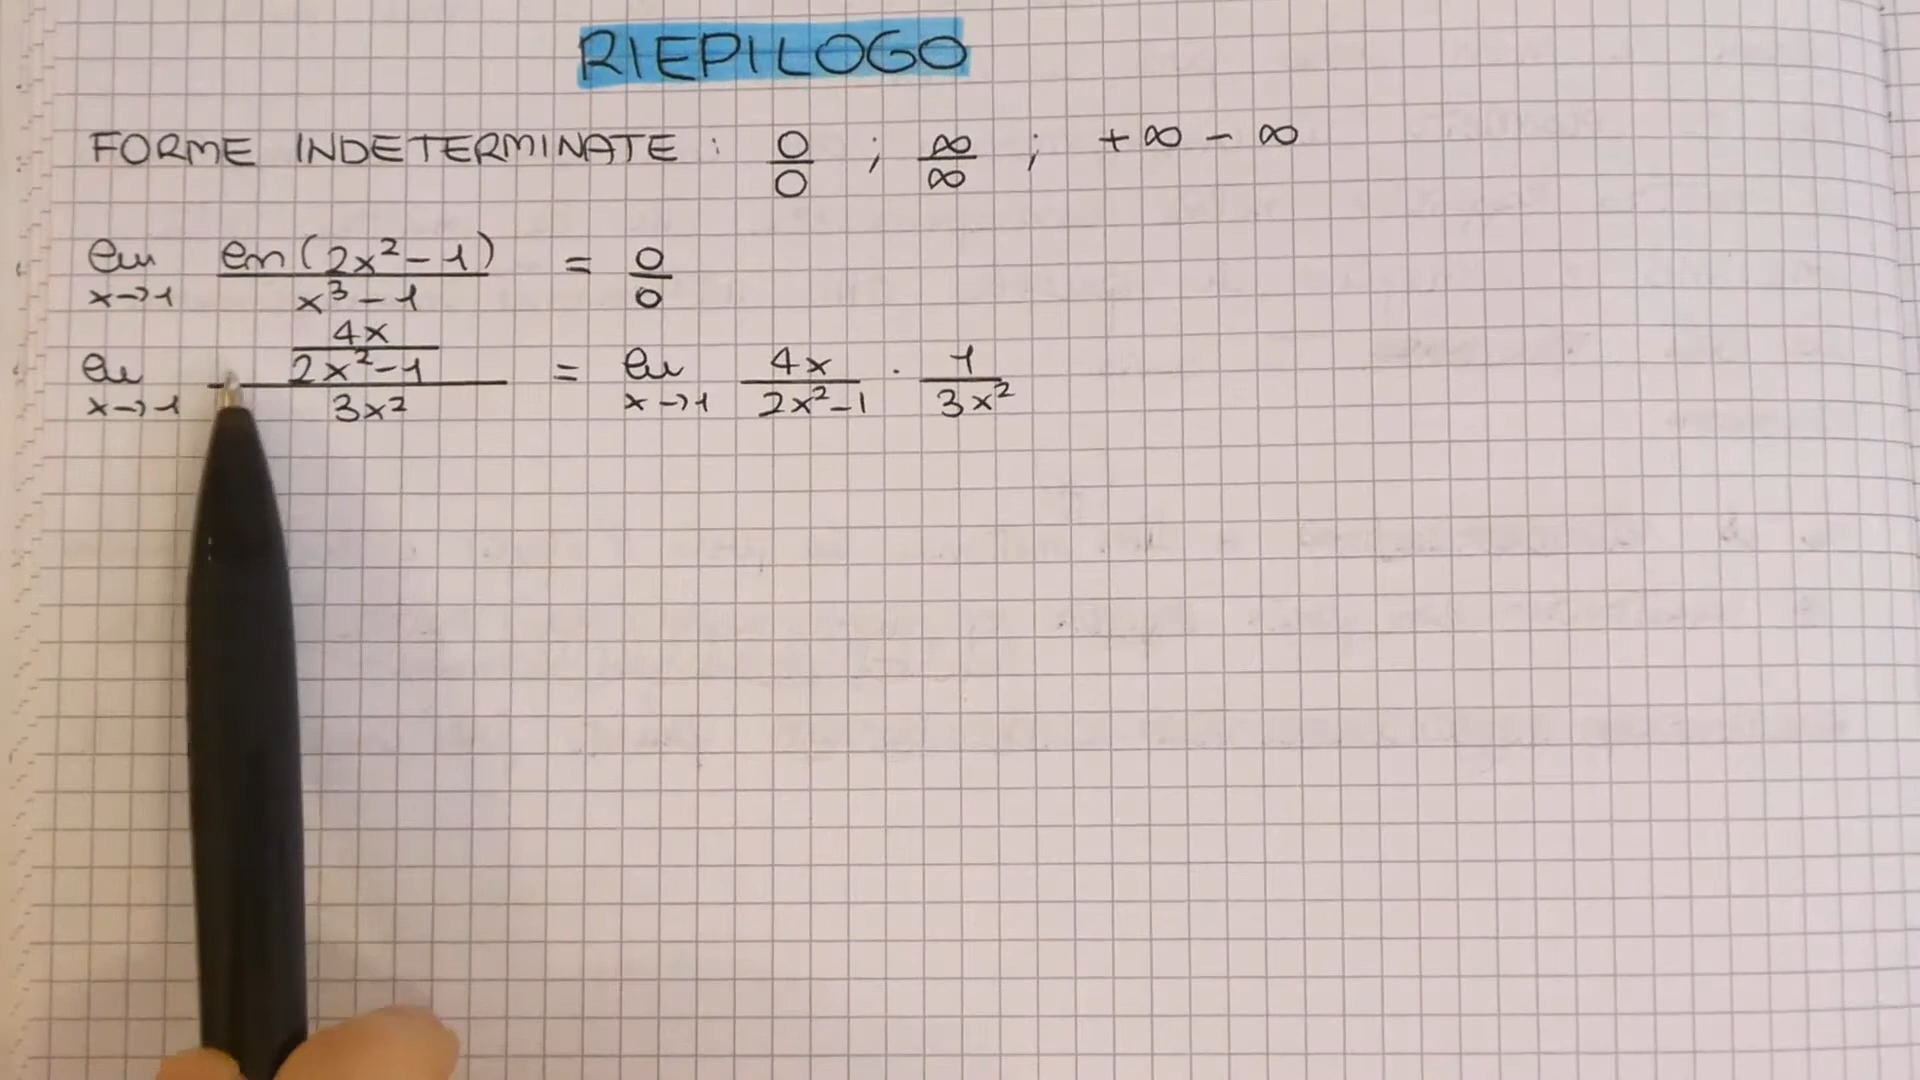 RIEPILOGO
FORME INDETERMINATE : 0/0 ; ∞/∞ ; +∞ - ∞
lim x→1 ln(2x² - 1) / x³ - 1 = 0/0
lim x→1 4x / 2x² - 1 / 3x² = lim x→1 4x / 2x² - 1 · 1 / 3x²